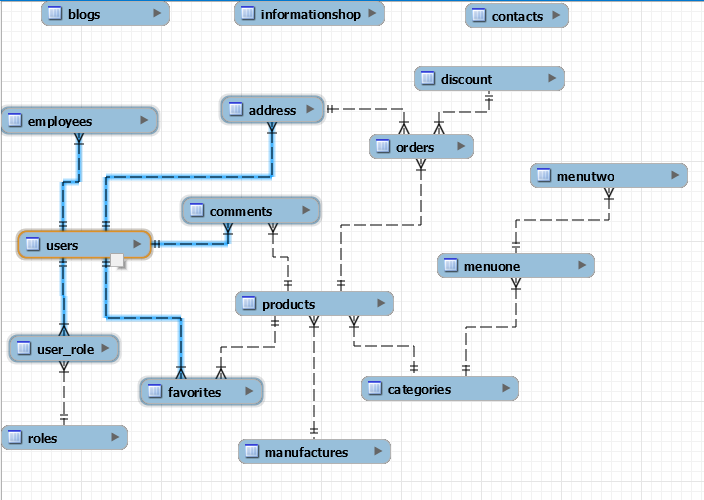 blogs
informationshop
contacts
discount
address
employees
orders
menutwo
comments
users
menuone
products
user_role
categories
favorites
roles
manufactures